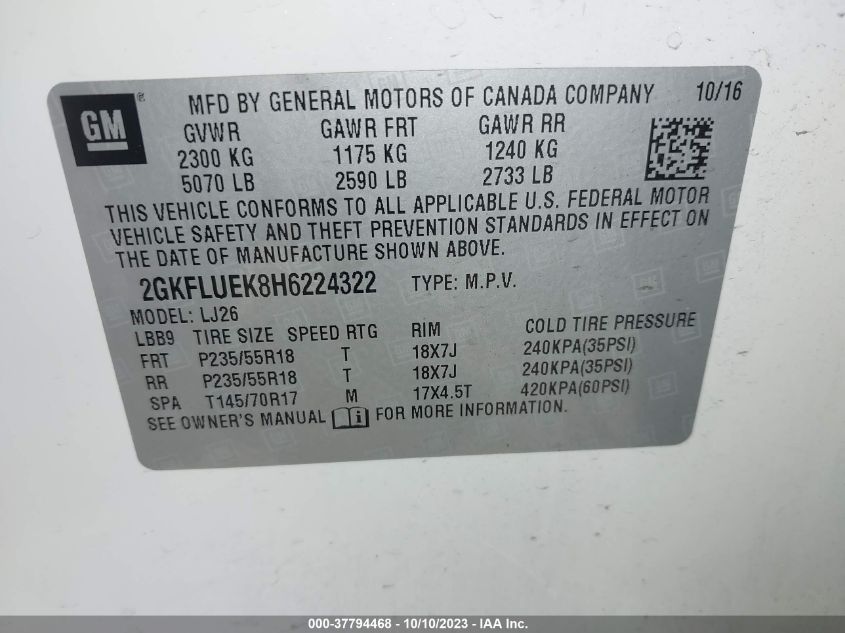 GM ® MFD BY GENERAL MOTORS OF CANADA COMPANY 10/16
GVWR GAWR FRT GAWR RR
2300 KG 1175 KG 1240 KG
5070 LB 2590 LB 2733 LB
THIS VEHICLE CONFORMS TO ALL APPLICABLE U.S. FEDERAL MOTOR
VEHICLE SAFETY AND THEFT PREVENTION STANDARDS IN EFFECT ON
THE DATE OF MANUFACTURE SHOWN ABOVE.
2GKFLUEK8H6224322 TYPE: M.P.V.
MODEL: LJ26
LBB9 TIRE SIZE SPEED RTG RIM COLD TIRE PRESSURE
FRT P235/55R18 T 18X7J 240KPA(35PSI)
RR P235/55R18 T 18X7J 240KPA(35PSI)
SPA T145/70R17 M 17X4.5T 420KPA(60PSI)
SEE OWNER'S MANUAL i FOR MORE INFORMATION.
000-37794468 - 10/10/2023 - IAA Inc.